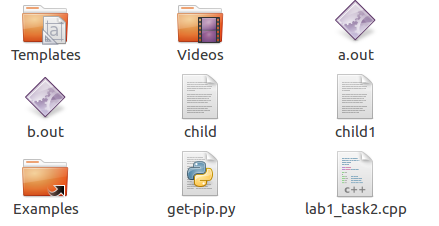 Templates
Videos
a.out
b.out
child
child1
Examples
get-pip.py
c++
lab1_task2.cpp